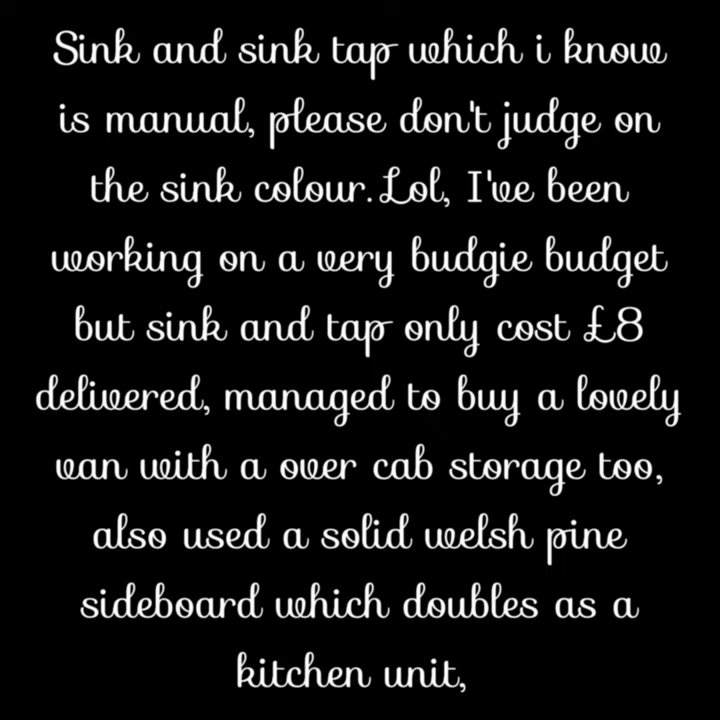 Sink and sink tap which i know
is manual, please don't judge on
the sink colour. Lol, I've been
working on a very budgie budget
but sink and tap only cost £8
delivered, managed to buy a lovely
van with a over cab storage too,
also used a solid welsh pine
sideboard which doubles as a
kitchen unit,